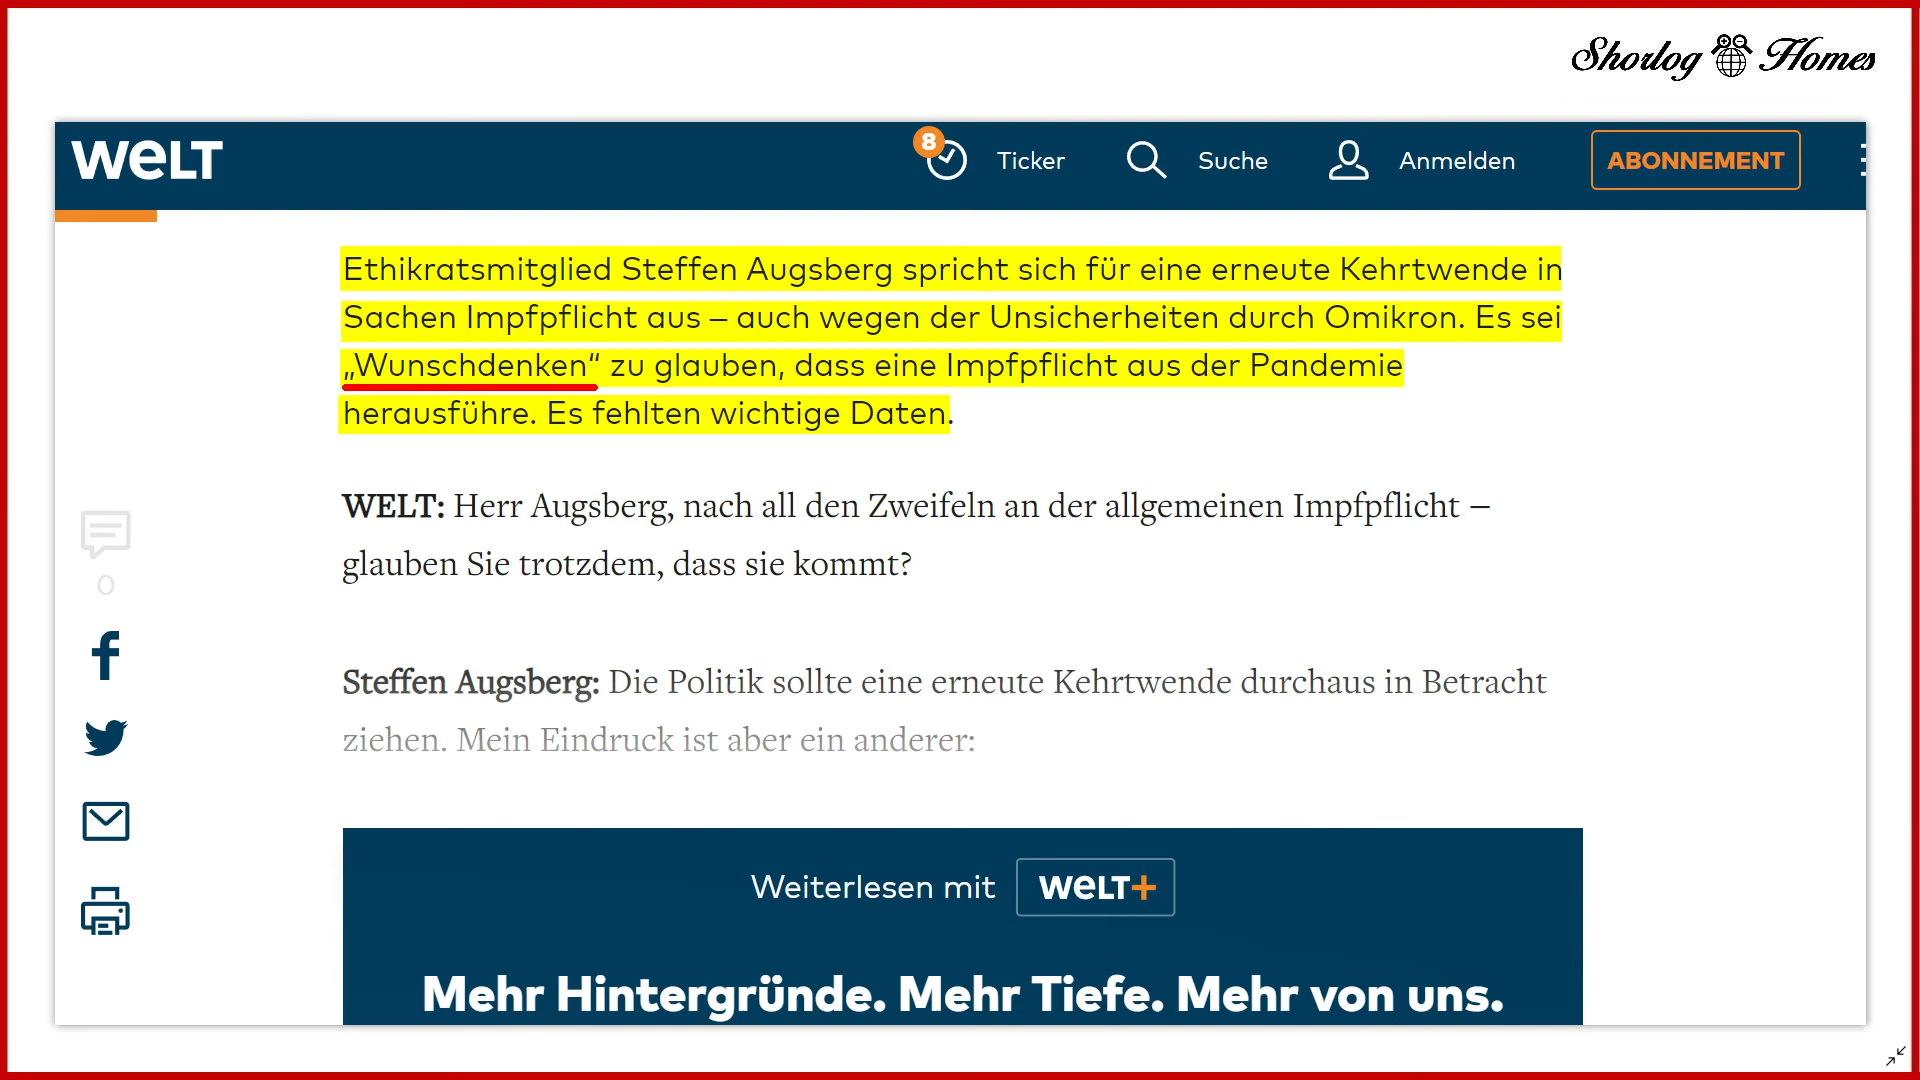 Shorlog Homes
WELT
8
Ticker
Suche
Anmelden
ABONNEMENT
Ethikratsmitglied Steffen Augsberg spricht sich für eine erneute Kehrtwende in
Sachen Impfpflicht aus – auch wegen der Unsicherheiten durch Omikron. Es sei
„Wunschdenken“ zu glauben, dass eine Impfpflicht aus der Pandemie
herausführe. Es fehlten wichtige Daten.
WELT: Herr Augsberg, nach all den Zweifeln an der allgemeinen Impfpflicht –
glauben Sie trotzdem, dass sie kommt?
0
Steffen Augsberg: Die Politik sollte eine erneute Kehrtwende durchaus in Betracht
ziehen. Mein Eindruck ist aber ein anderer:
Weiterlesen mit WELT+
Mehr Hintergründe. Mehr Tiefe. Mehr von uns.